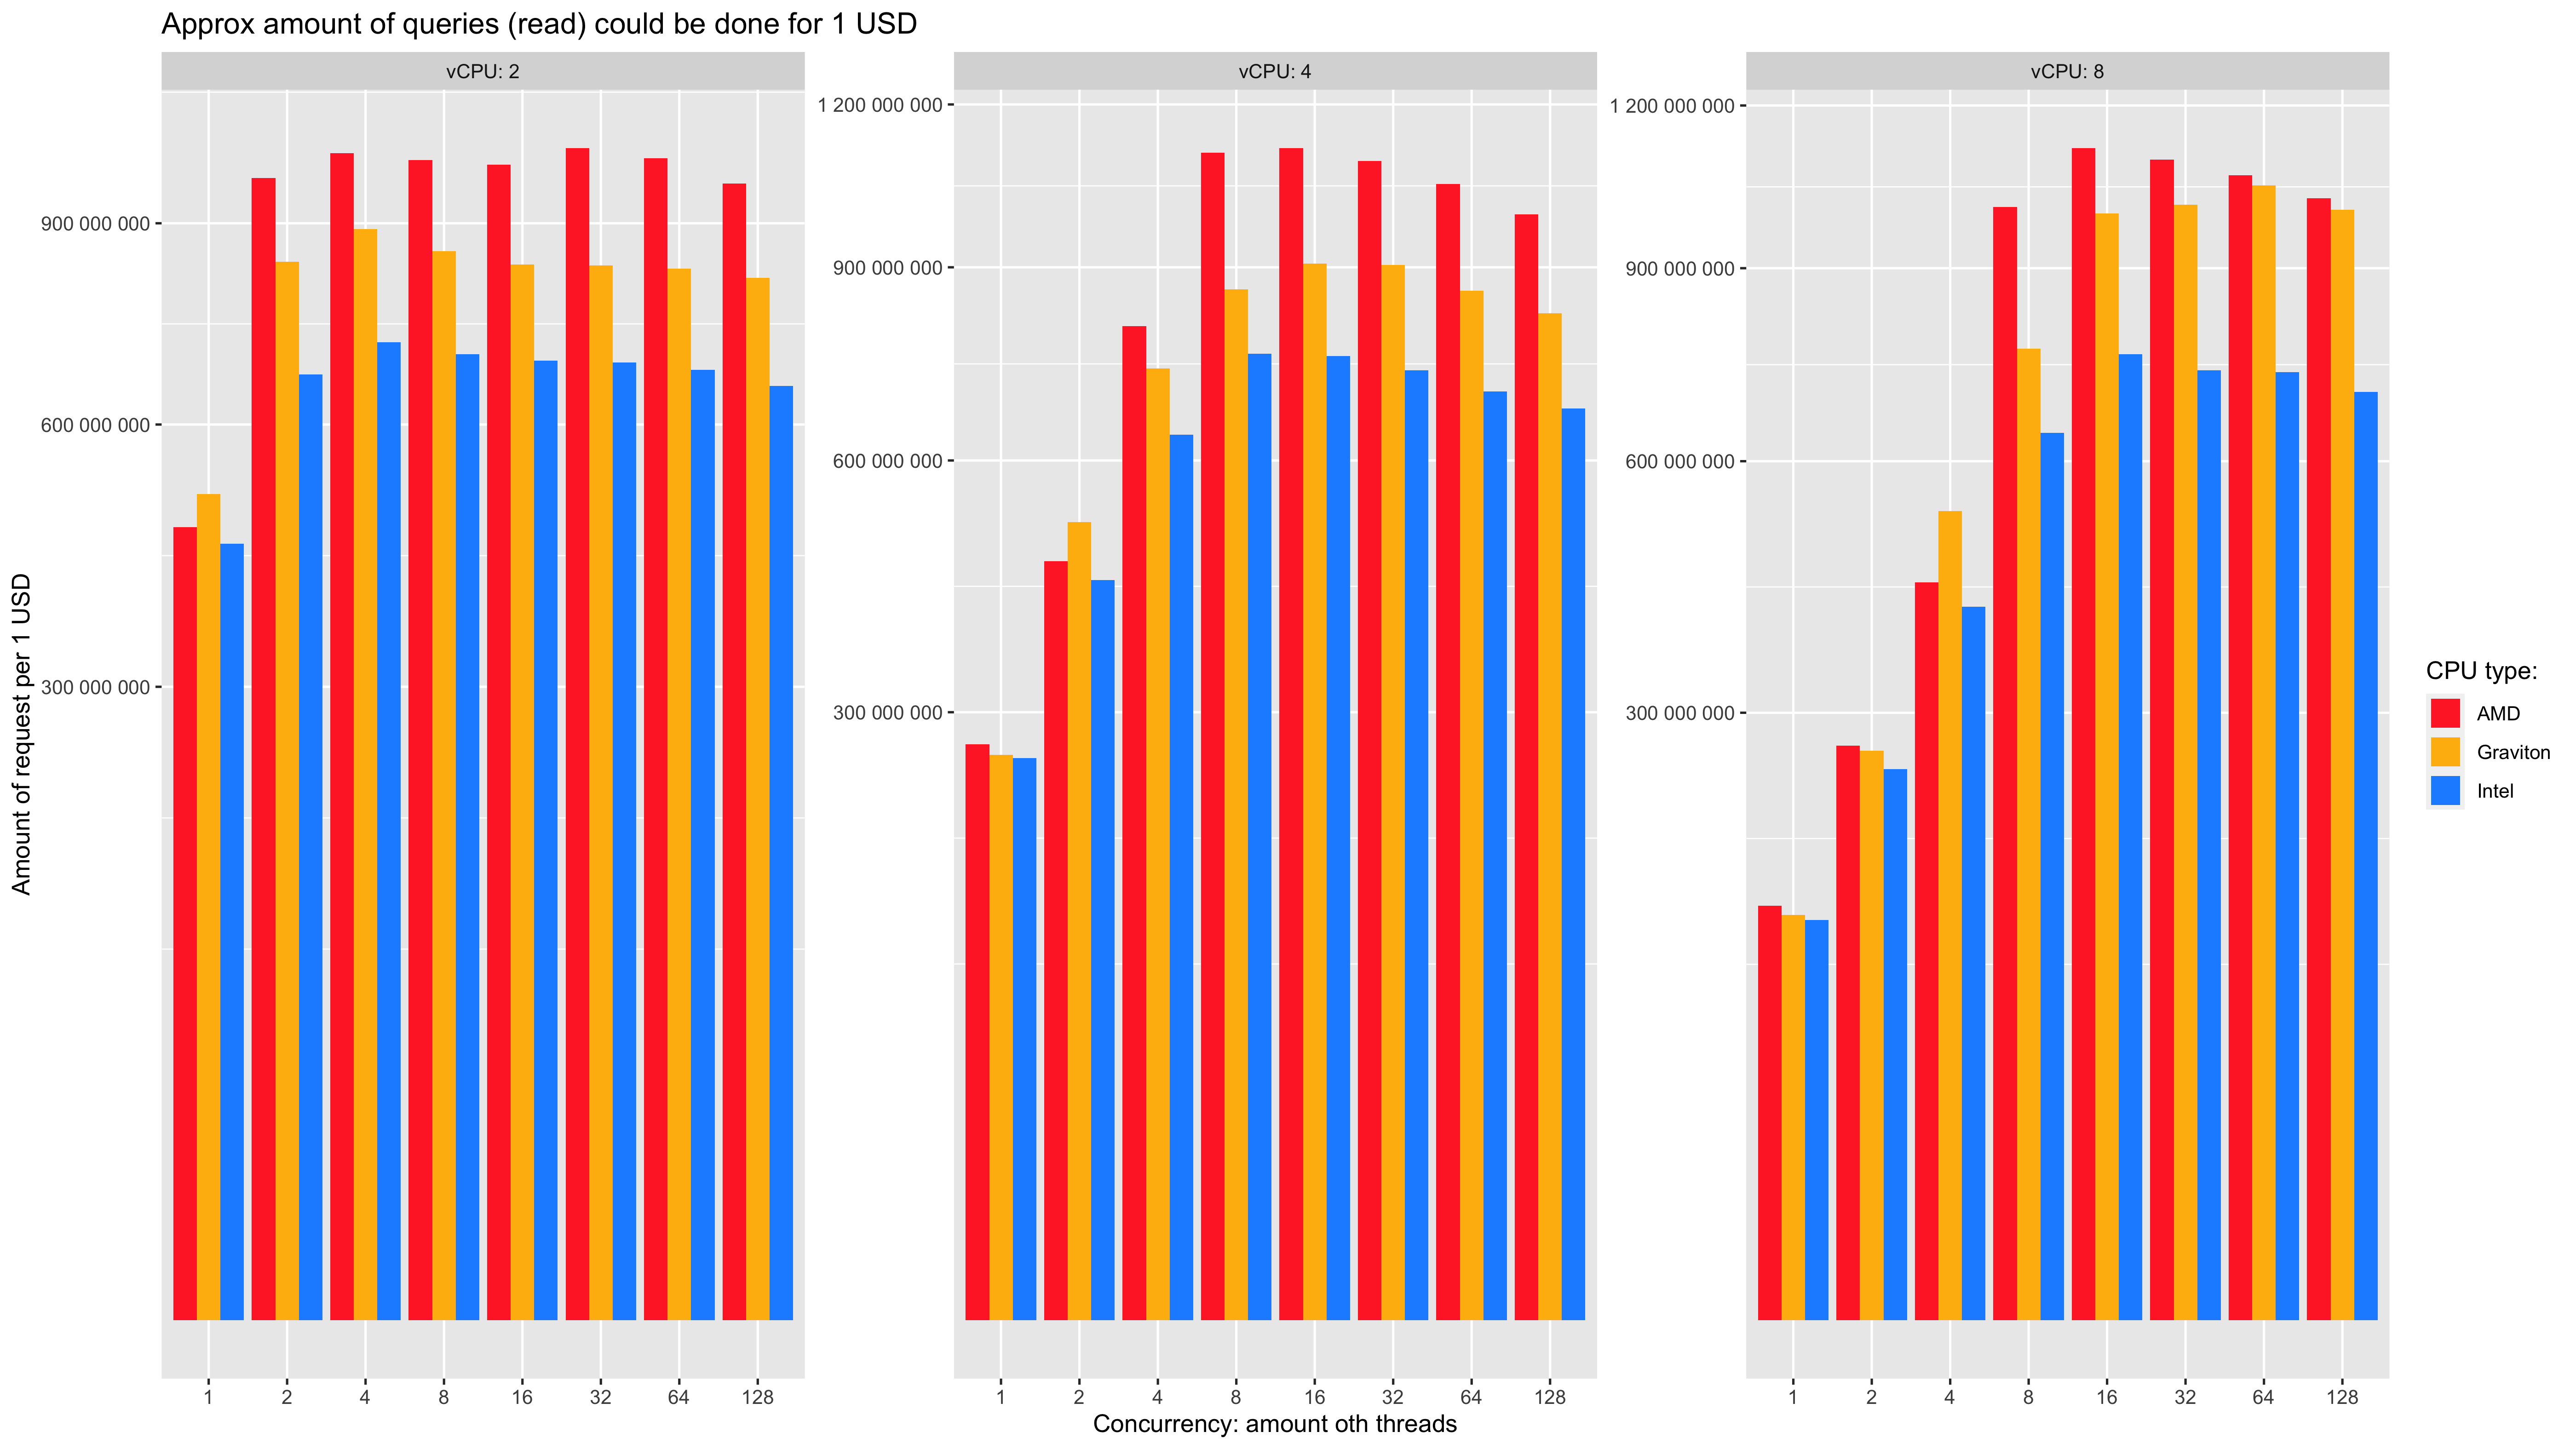 Approx amount of queries (read) could be done for 1 USD
vCPU: 2
vCPU: 4
vCPU: 8
Amount of request per 1 USD
900 000 000
600 000 000
300 000 000
1 2 4 8 16 32 64 128
1 200 000 000
900 000 000
600 000 000
300 000 000
1 2 4 8 16 32 64 128
1 200 000 000
900 000 000
600 000 000
300 000 000
1 2 4 8 16 32 64 128
Concurrency: amount oth threads
CPU type:
AMD
Graviton
Intel